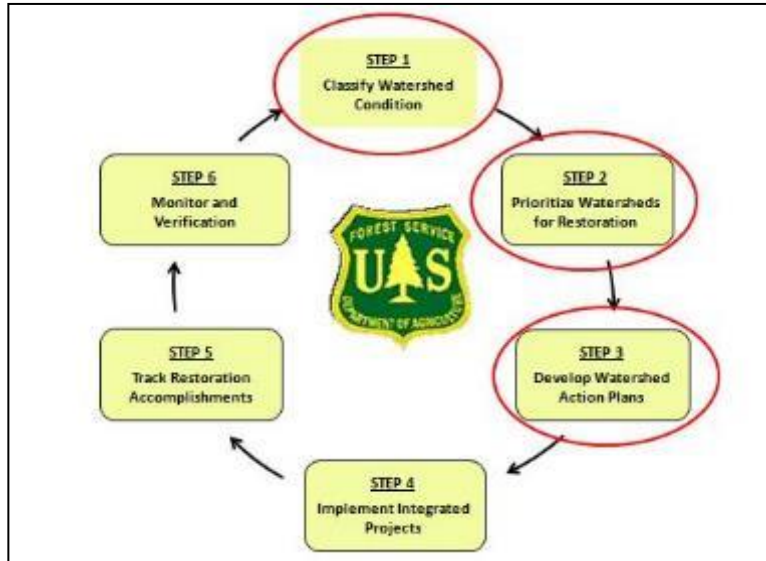 STEP 1
Classify Watershed
Condition
STEP 2
Prioritize Watersheds
for Restoration
STEP 3
Develop Watershed
Action Plans
STEP 4
Implement Integrated
Projects
STEP 5
Track Restoration
Accomplishments
STEP 6
Monitor and
Verification
FOREST SERVICE
U S
DEPARTMENT OF AGRICULTURE